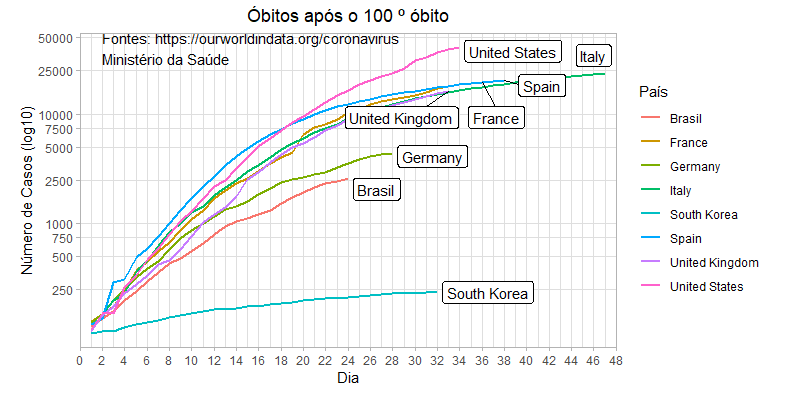 Óbitos após o 100 º óbito
Fontes: https://ourworldindata.org/coronavirus
Ministério da Saúde
Número de Casos (log10)
50000
25000
10000
7500
5000
2500
1000
750
500
250
United States
Italy
Spain
United Kingdom
France
Germany
Brasil
South Korea
0 2 4 6 8 10 12 14 16 18 20 22 24 26 28 30 32 34 36 38 40 42 44 46 48
Dia
País
Brasil
France
Germany
Italy
South Korea
Spain
United Kingdom
United States